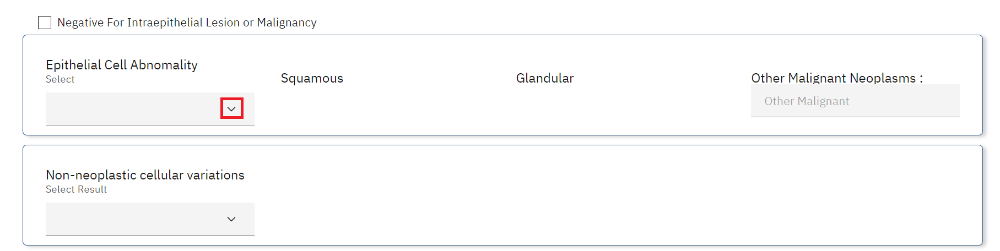 Negative For Intraepithelial Lesion or Malignancy
Epithelial Cell Abnomality
Select
Squamous
Glandular
Other Malignant Neoplasms :
Other Malignant
Non-neoplastic cellular variations
Select Result